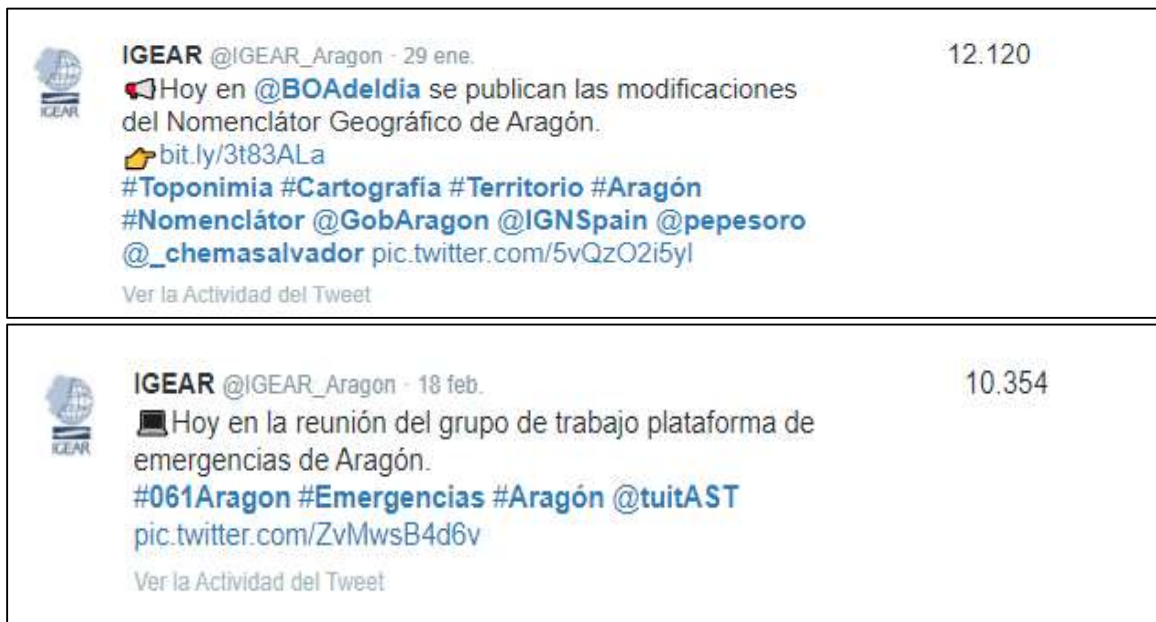 IGEAR @IGEAR_Aragon · 29 ene. 12.120
Hoy en @BOAdeldia se publican las modificaciones
del Nomenclátor Geográfico de Aragón.
bit.ly/3t83ALa
#Toponimia #Cartografía #Territorio #Aragón
#Nomenclátor @GobAragon @IGNSpain @pepesoro
@_chemasalvador pic.twitter.com/5vQzO2i5yI
Ver la Actividad del Tweet
IGEAR
IGEAR @IGEAR_Aragon · 18 feb. 10.354
Hoy en la reunión del grupo de trabajo plataforma de
emergencias de Aragón.
#061Aragon #Emergencias #Aragón @tuitAST
pic.twitter.com/ZvMwsB4d6v
Ver la Actividad del Tweet
IGEAR